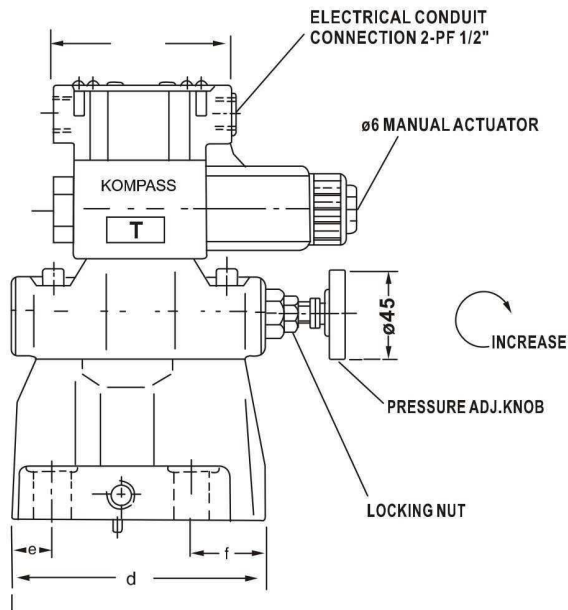 ELECTRICAL CONDUIT
CONNECTION 2-PF 1/2"
ø6 MANUAL ACTUATOR
KOMPASS
T
ø45
INCREASE
PRESSURE ADJ.KNOB
LOCKING NUT
e
f
d